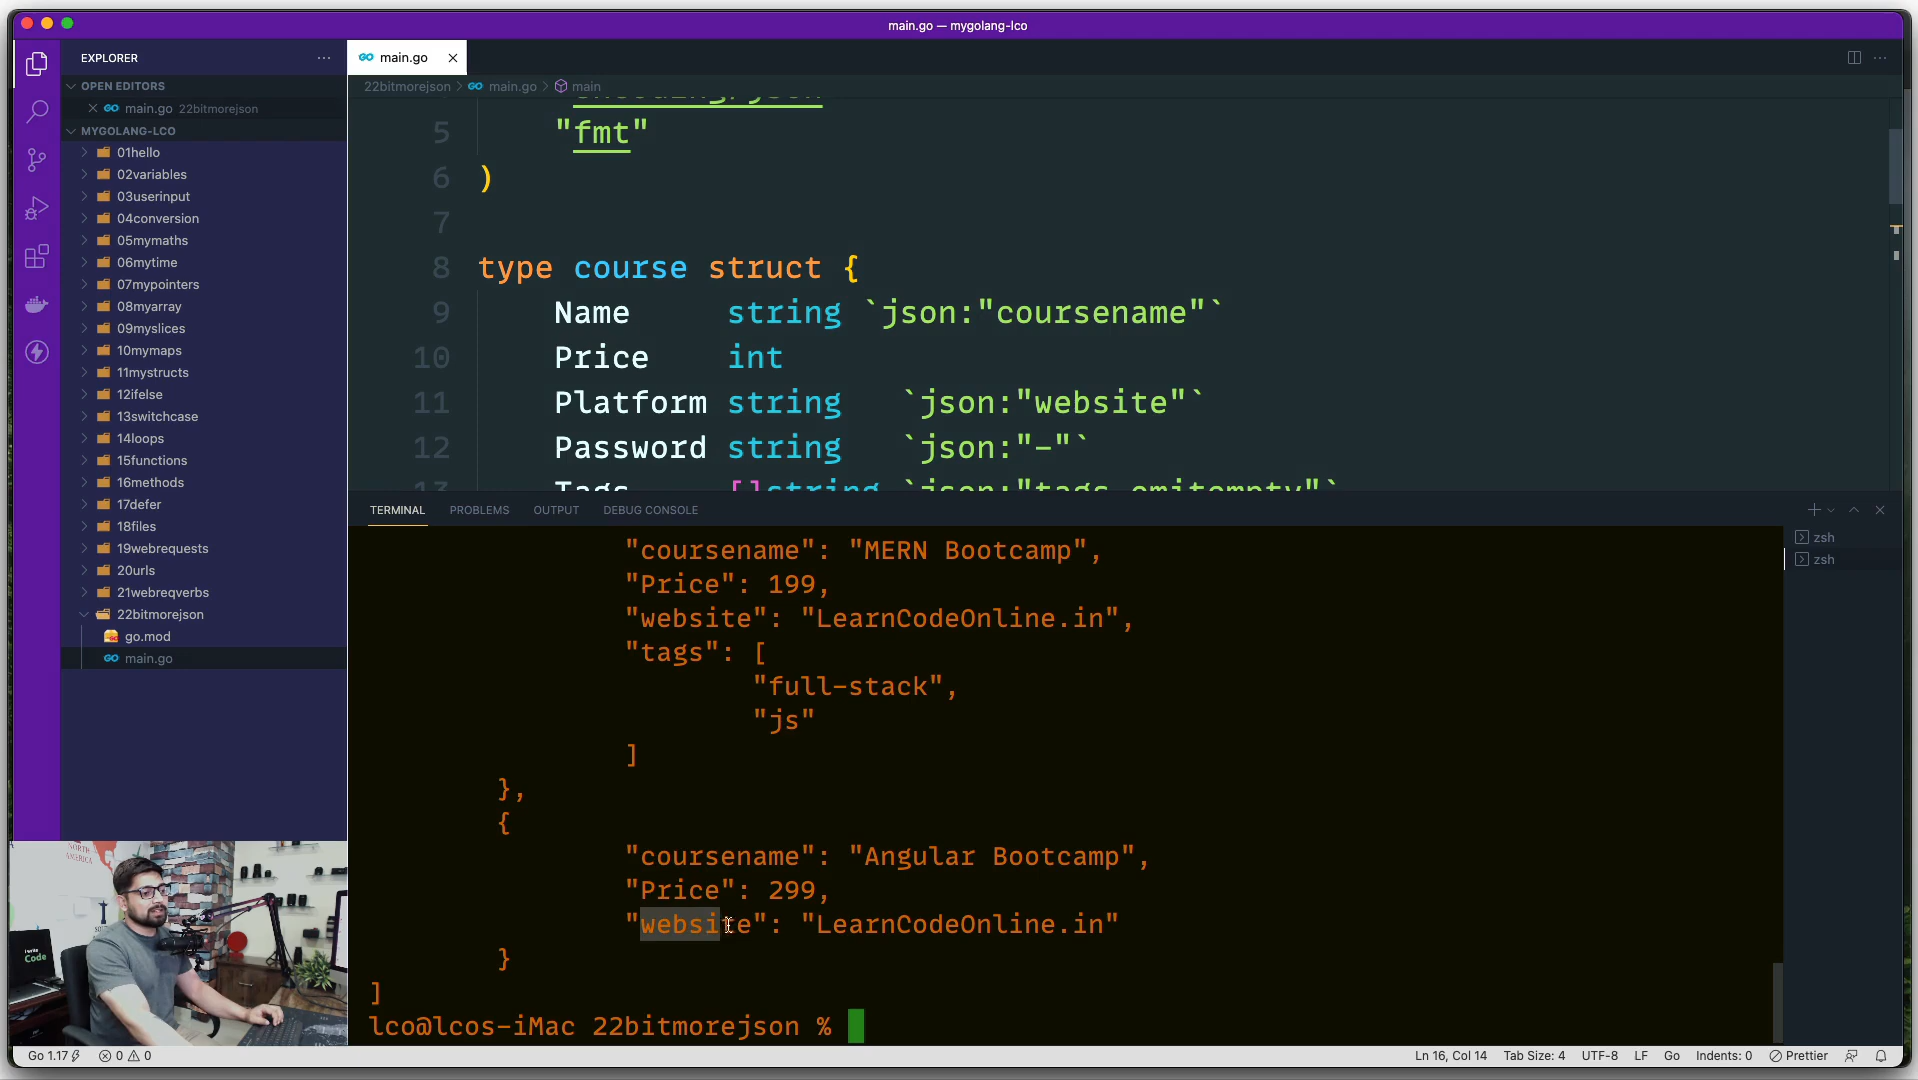 main.go — mygolang-lco
EXPLORER
OPEN EDITORS
main.go 22bitmorejson
MYGOLANG-LCO
01hello
02variables
03userinput
04conversion
05mymaths
06mytime
07mypointers
08myarray
09myslices
10mymaps
11mystructs
12ifelse
13switchcase
14loops
15functions
16methods
17defer
18files
19webrequests
20urls
21webreqverbs
22bitmorejson
go.mod
main.go
main.go
22bitmorejson > main.go > main
"encoding/json"
5 "fmt"
6 )
7
8 type course struct {
9 Name string `json:"coursename"`
10 Price int
11 Platform string `json:"website"`
12 Password string `json:"-"`
13 Tags []string `json:"tags,omitempty"`
TERMINAL PROBLEMS OUTPUT DEBUG CONSOLE
zsh
zsh
"coursename": "MERN Bootcamp",
"Price": 199,
"website": "LearnCodeOnline.in",
"tags": [
"full-stack",
"js"
]
},
{
"coursename": "Angular Bootcamp",
"Price": 299,
"website": "LearnCodeOnline.in"
}
]
lco@lcos-iMac 22bitmorejson %
NORTH AMERICA
I write
Code
Go 1.17 0 0 Ln 16, Col 14 Tab Size: 4 UTF-8 LF Go Indents: 0 Prettier